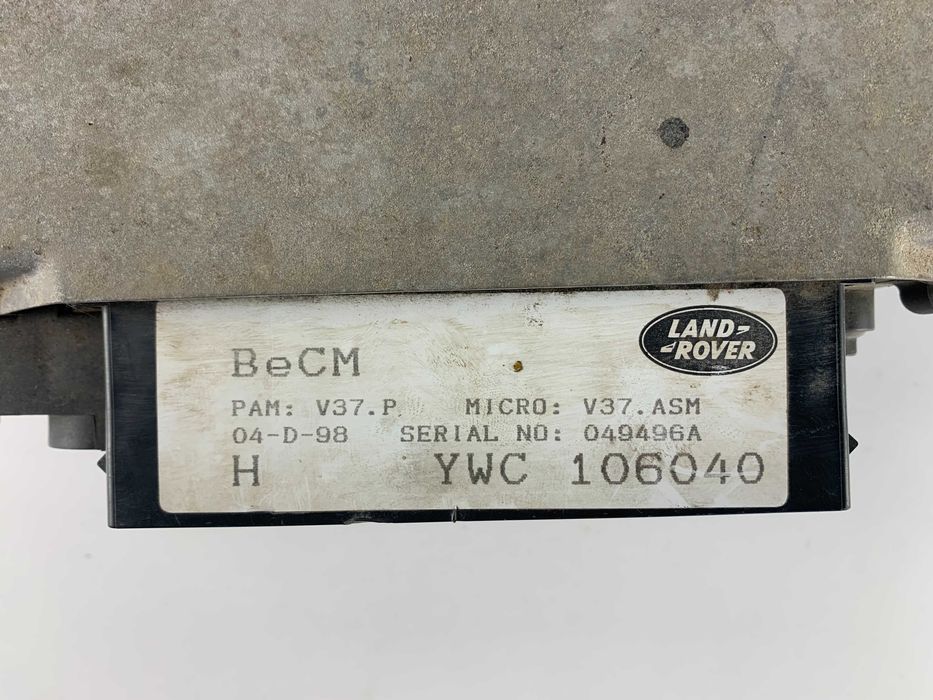 LAND-
-ROVER
BeCM
PAM: V37.P MICRO: V37.ASM
04-D-98 SERIAL NO: 049496A
H YWC 106040